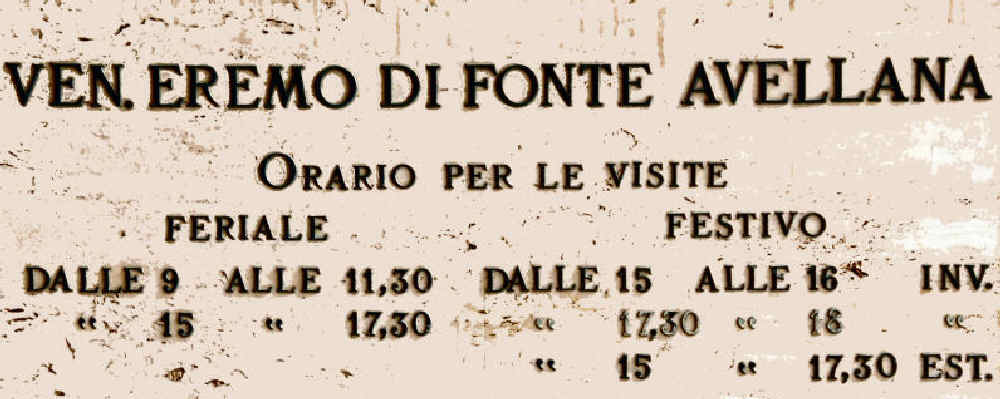 VEN. EREMO DI FONTE AVELLANA
ORARIO PER LE VISITE
FERIALE FESTIVO
DALLE 9 ALLE 11,30 DALLE 15 ALLE 16 INV.
“ 15 “ 17,30 “ 17,30 “ 18 “
“ 15 “ 17,30 EST.